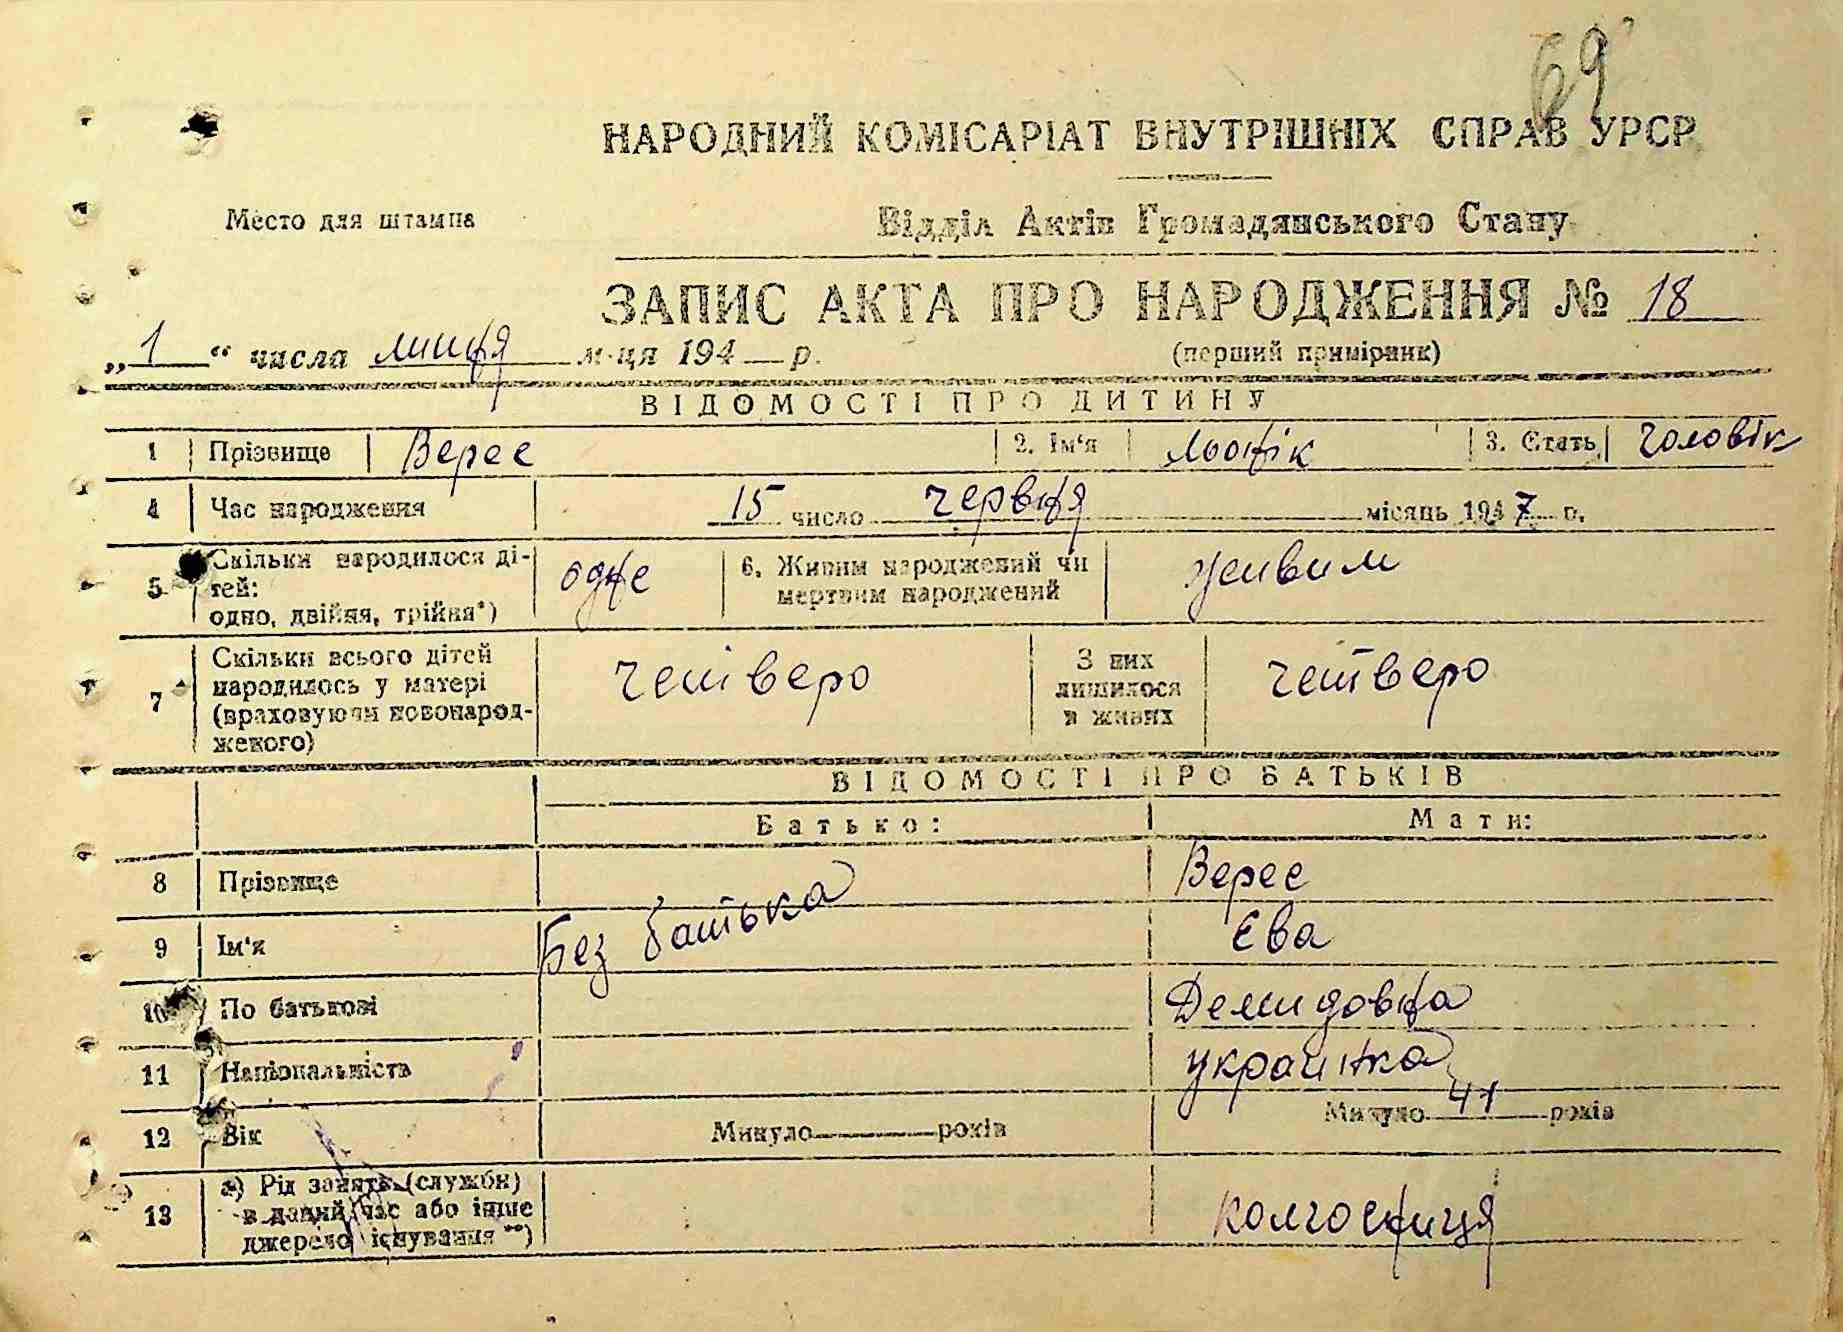 69
НАРОДНИЙ КОМІСАРІАТ ВНУТРІШНІХ СПРАВ УРСР
Место для штампа
Відділ Актів Громадянського Стану
ЗАПИС АКТА ПРО НАРОДЖЕННЯ № 18
„1“ числа липця м-ця 194 р. (перший примірник)
ВІДОМОСТІ ПРО ДИТИНУ
1 Прізвище Верес 2. Ім'я 3. Стать чоловік
4 Час народження 15 число червця місяць 1947 р.
5 Скільки народилося дітей: одно, двійня, трійня*) одне 6. Живим народжений чи мертвим народжений живим
7 Скільки всього дітей народилось у матері (враховуючи новонародженого) четверо З них лишилося в живих четверо
ВІДОМОСТІ ПРО БАТЬКІВ
Батько: Мати:
8 Прізвище Верес
9 Ім'я Без батька Єва
10 По батькові Демидовна
11 Національність українка
12 Вік Минуло років Минуло 41 років
13 а) Рід занять (служби) в даний час або інше джерело існування **) колгоспниця